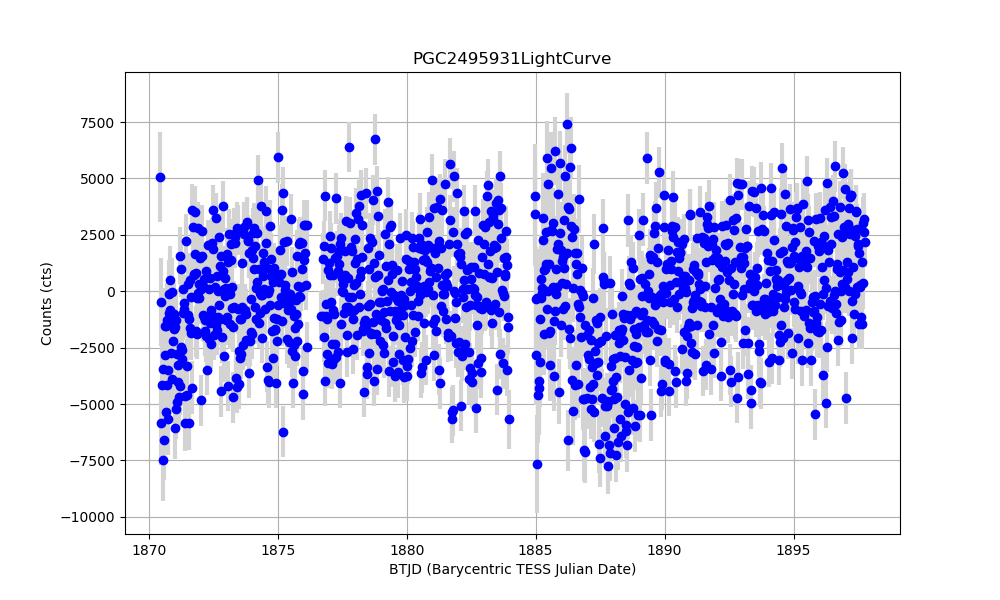 PGC2495931LightCurve
7500
5000
2500
0
−2500
−5000
−7500
−10000
Counts (cts)
1870 1875 1880 1885 1890 1895
BTJD (Barycentric TESS Julian Date)